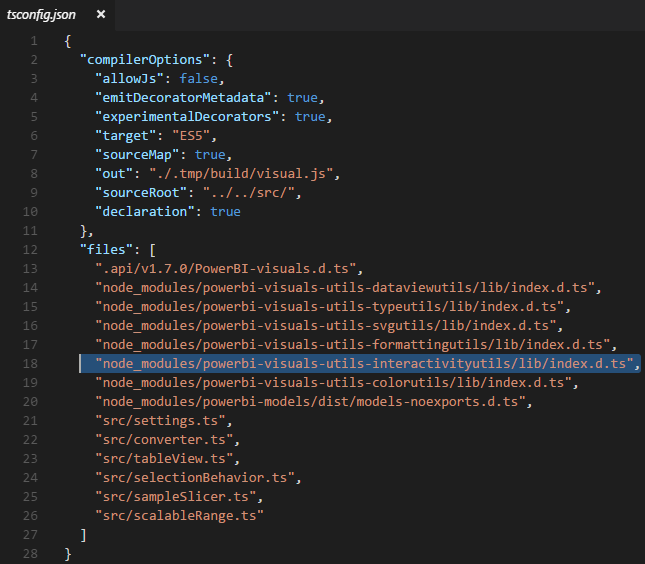 tsconfig.json ×
1 {
2 "compilerOptions": {
3 "allowJs": false,
4 "emitDecoratorMetadata": true,
5 "experimentalDecorators": true,
6 "target": "ES5",
7 "sourceMap": true,
8 "out": "./.tmp/build/visual.js",
9 "sourceRoot": "../../src/",
10 "declaration": true
11 },
12 "files": [
13 ".api/v1.7.0/PowerBI-visuals.d.ts",
14 "node_modules/powerbi-visuals-utils-dataviewutils/lib/index.d.ts",
15 "node_modules/powerbi-visuals-utils-typeutils/lib/index.d.ts",
16 "node_modules/powerbi-visuals-utils-svgutils/lib/index.d.ts",
17 "node_modules/powerbi-visuals-utils-formattingutils/lib/index.d.ts",
18 "node_modules/powerbi-visuals-utils-interactivityutils/lib/index.d.ts",
19 "node_modules/powerbi-visuals-utils-colorutils/lib/index.d.ts",
20 "node_modules/powerbi-models/dist/models-noexports.d.ts",
21 "src/settings.ts",
22 "src/converter.ts",
23 "src/tableView.ts",
24 "src/selectionBehavior.ts",
25 "src/sampleSlicer.ts",
26 "src/scalableRange.ts"
27 ]
28 }